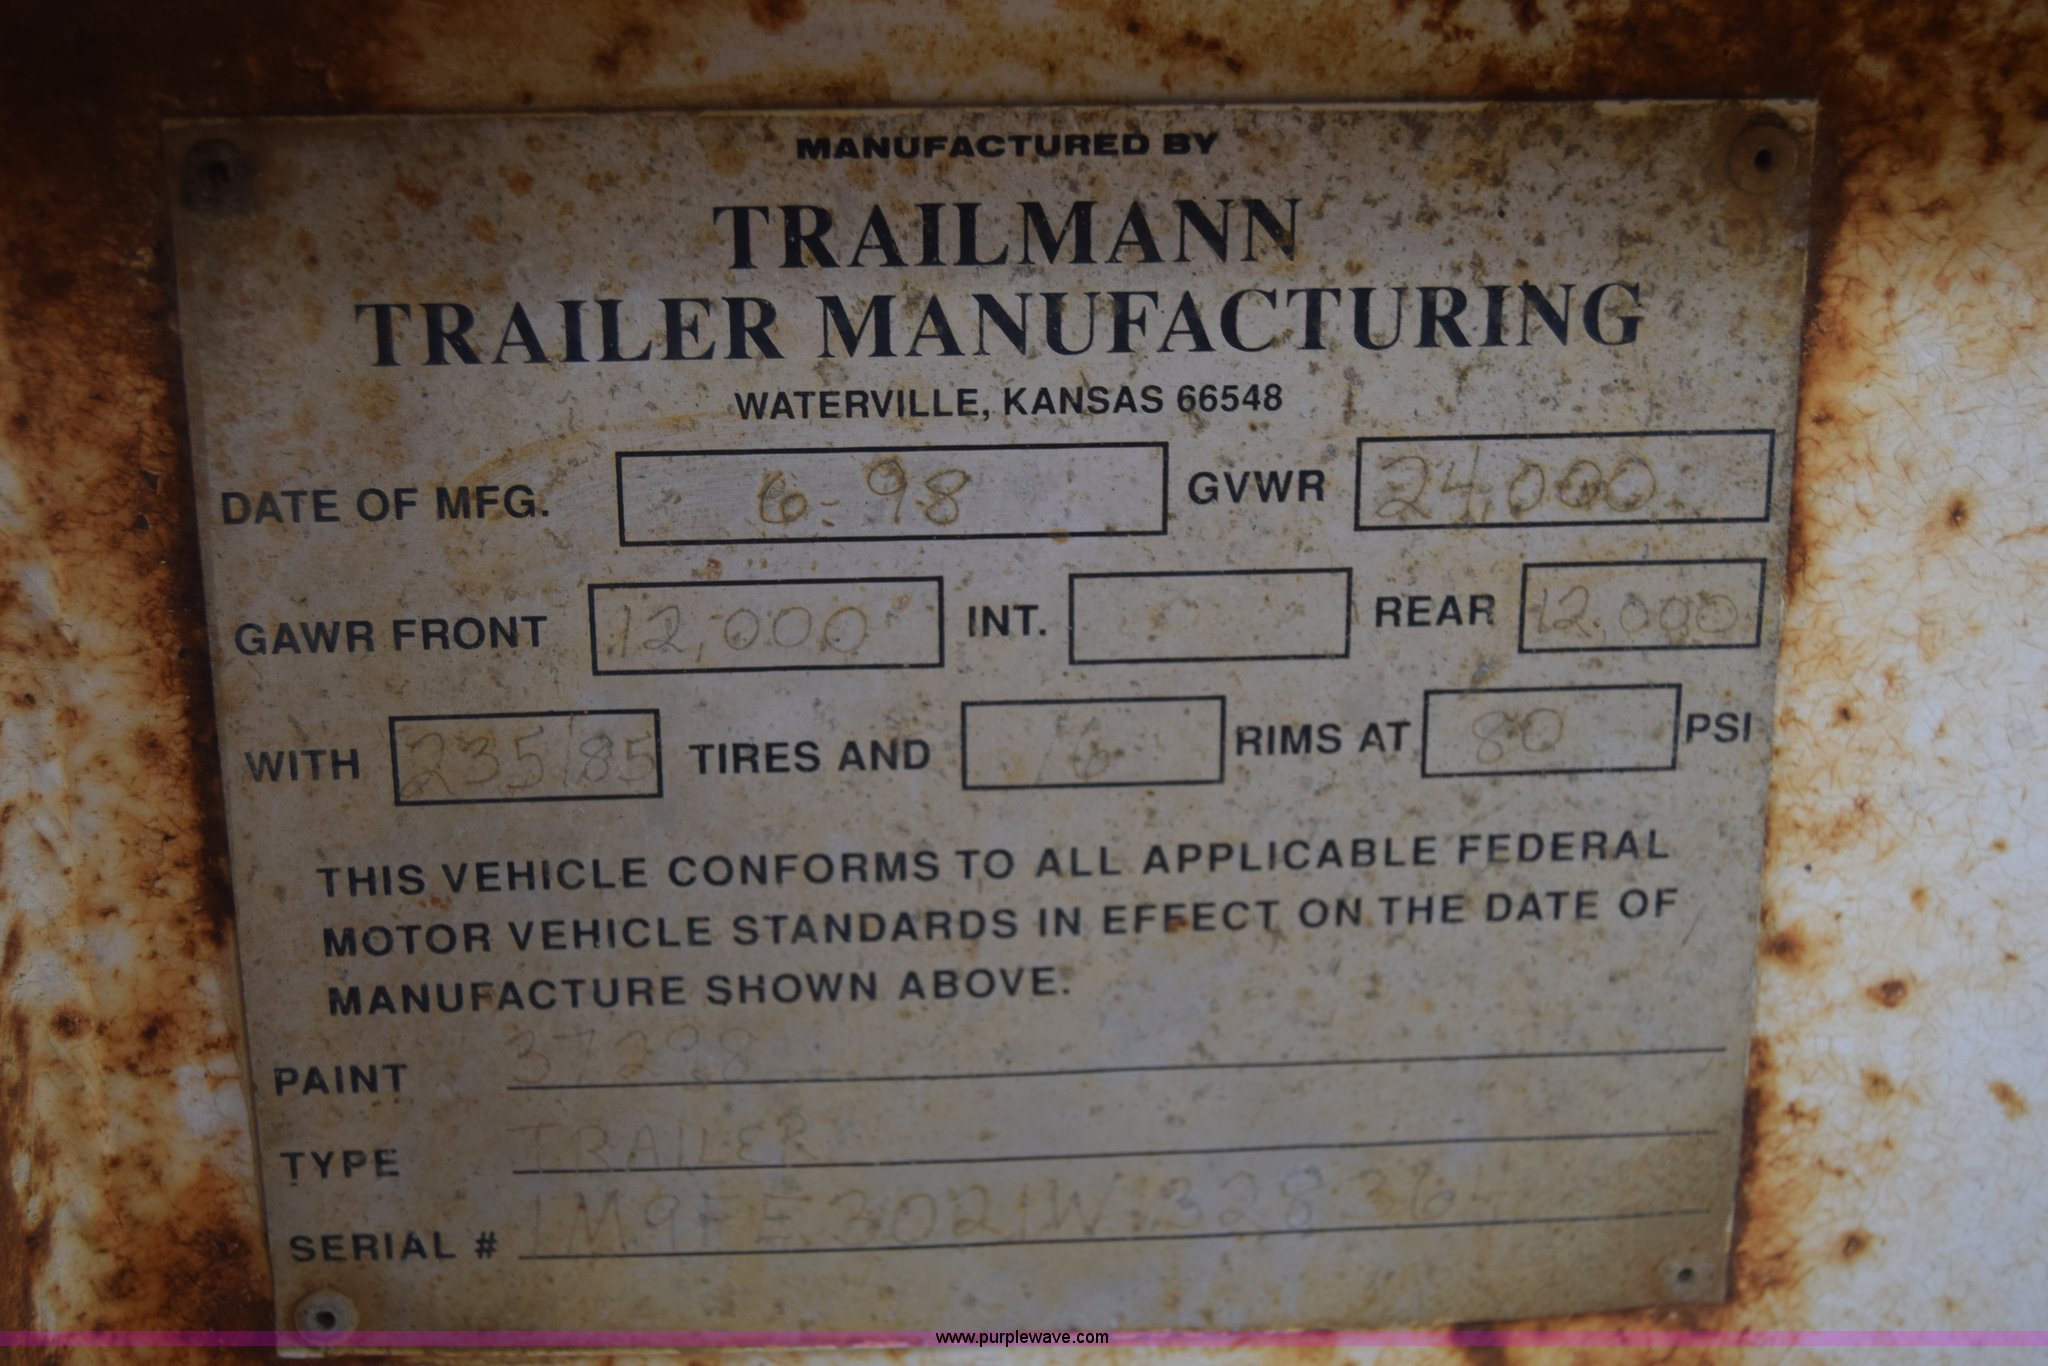 MANUFACTURED BY
TRAILMANN
TRAILER MANUFACTURING
WATERVILLE, KANSAS 66548
DATE OF MFG. 6-98 GVWR 24,000
GAWR FRONT 12,000 INT. REAR 12,000
WITH 235/85 TIRES AND 16 RIMS AT 80 PSI
THIS VEHICLE CONFORMS TO ALL APPLICABLE FEDERAL
MOTOR VEHICLE STANDARDS IN EFFECT ON THE DATE OF
MANUFACTURE SHOWN ABOVE.
PAINT 37298
TYPE TRAILER
SERIAL # 1M9FE3021W1328364
www.purplewave.com